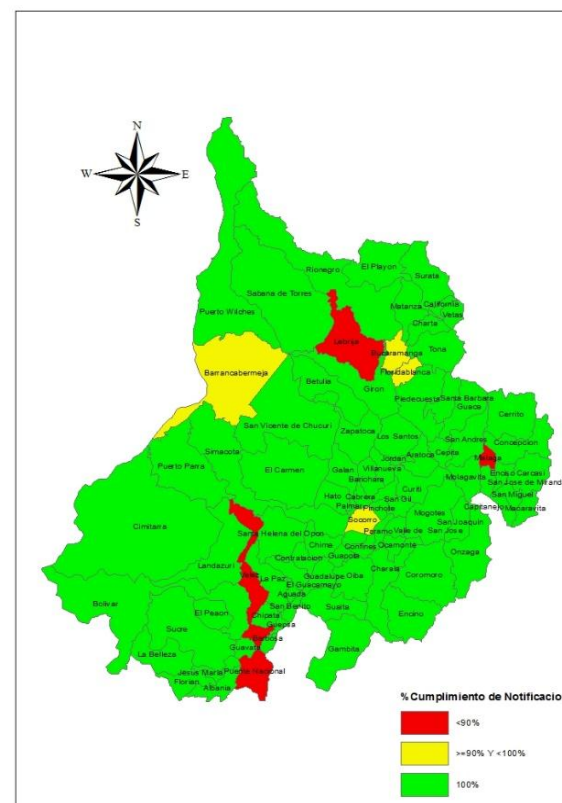 N
W
E
S
El Playon
Rionegro
Surata
Sabana de Torres
Matanza
California
Vetas
Puerto Wilches
Charta
Lebrija
Bucaramanga
Tona
Barrancabermeja
Floridablanca
Betulia
Giron
Piedecuesta
Santa Barbara
Guaca
Cerrito
San Vicente de Chucuri
Zapatoca
Los Santos
San Andres
Concepcion
Simacota
Aratoca
Cepita
Malaga
Puerto Parra
El Carmen
Galan
Villanueva
Jordan
Molagavita
Enciso
Carcasi
Barichara
San Jose de Mirand
Hato
Cabrera
Curiti
San Miguel
Palmar
Pinchote
San Gil
Mogotes
Capitanejo
Macaravita
Socorro
San Joaquin
Cimitarra
Santa Helena del Opon
Paramo
Valle de San Jose
Chima
Confines
Ocamonte
Onzaga
Contratacion
Guapota
Landazuri
Charala
Velez
La Paz
Guadalupe
Oiba
Coromoro
El Guacamayo
Aguada
Bolivar
San Benito
Suaita
El Peñon
Chipata
Encino
Guepsa
Sucre
Barbosa
Guavata
Gambita
La Belleza
Jesus Maria
Puente Nacional
Florian
Albania
% Cumplimiento de Notificacio
<90%
>=90% Y <100%
100%